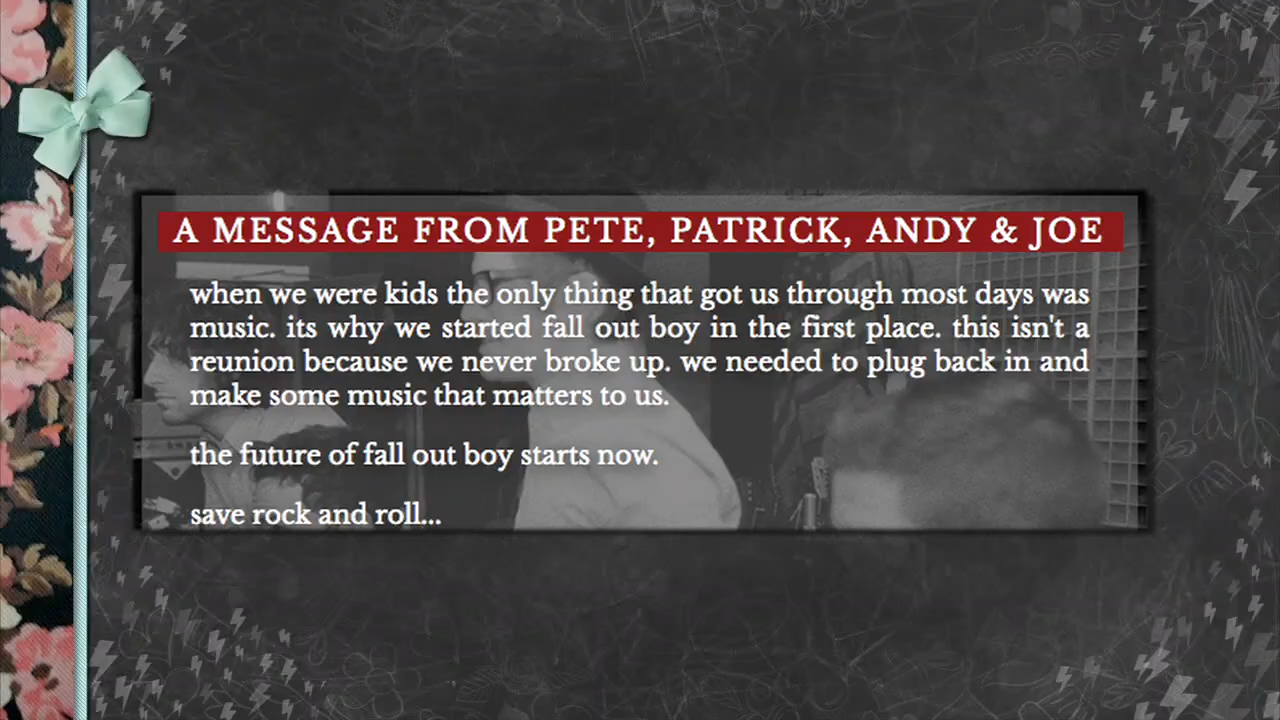 A MESSAGE FROM PETE, PATRICK, ANDY & JOE
when we were kids the only thing that got us through most days was
music. its why we started fall out boy in the first place. this isn't a
reunion because we never broke up. we needed to plug back in and
make some music that matters to us.
the future of fall out boy starts now.
save rock and roll...